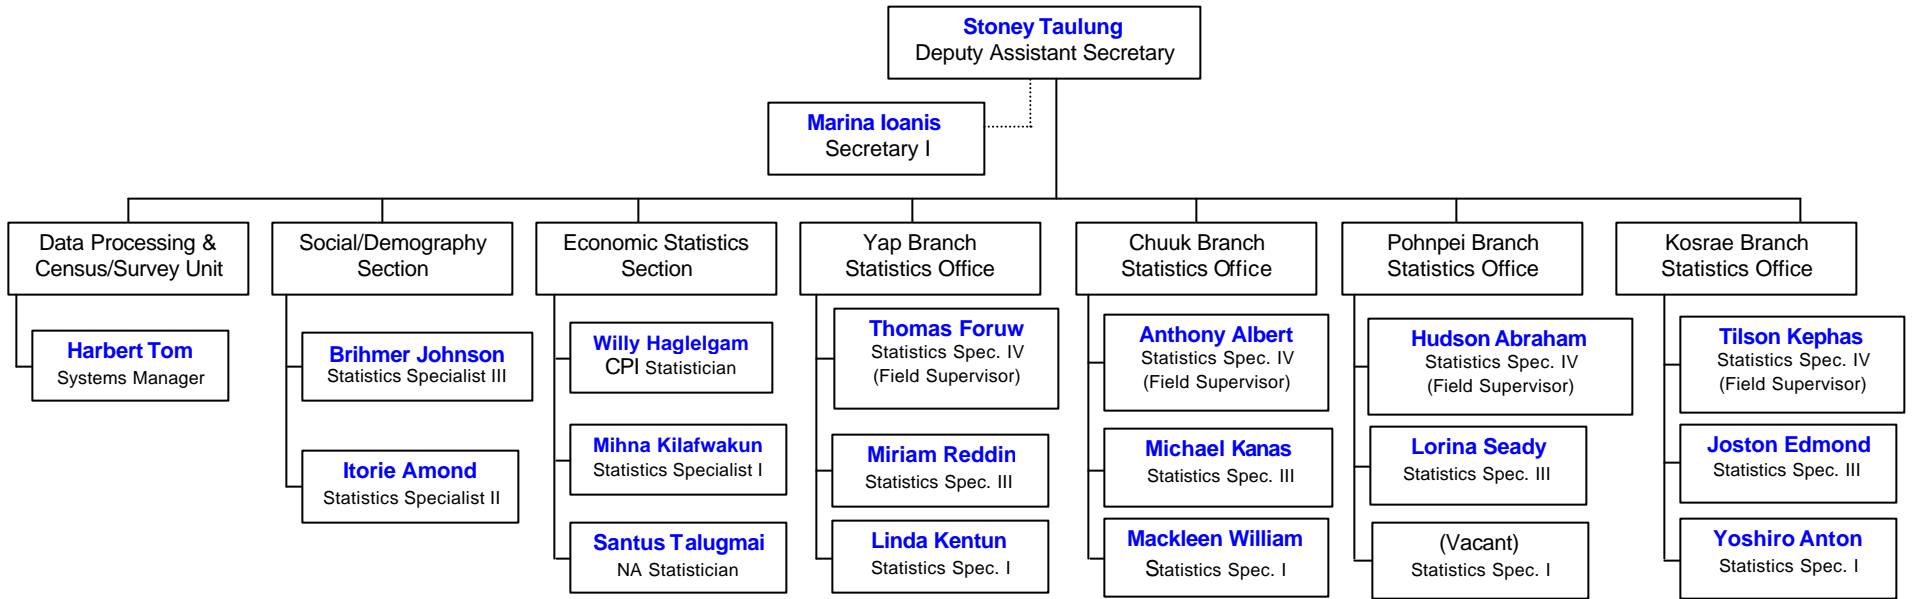 Stoney Taulung
Deputy Assistant Secretary
Marina Ioanis
Secretary I
Data Processing &
Census/Survey Unit
Harbert Tom
Systems Manager
Social/Demography
Section
Brihmer Johnson
Statistics Specialist III
Itorie Amond
Statistics Specialist II
Economic Statistics
Section
Willy Haglelgam
CPI Statistician
Mihna Kilafwakun
Statistics Specialist I
Santus Talugmai
NA Statistician
Yap Branch
Statistics Office
Thomas Foruw
Statistics Spec. IV
(Field Supervisor)
Miriam Reddin
Statistics Spec. III
Linda Kentun
Statistics Spec. I
Chuuk Branch
Statistics Office
Anthony Albert
Statistics Spec. IV
(Field Supervisor)
Michael Kanas
Statistics Spec. III
Mackleen William
Statistics Spec. I
Pohnpei Branch
Statistics Office
Hudson Abraham
Statistics Spec. IV
(Field Supervisor)
Lorina Seady
Statistics Spec. III
(Vacant)
Statistics Spec. I
Kosrae Branch
Statistics Office
Tilson Kephas
Statistics Spec. IV
(Field Supervisor)
Joston Edmond
Statistics Spec. III
Yoshiro Anton
Statistics Spec. I